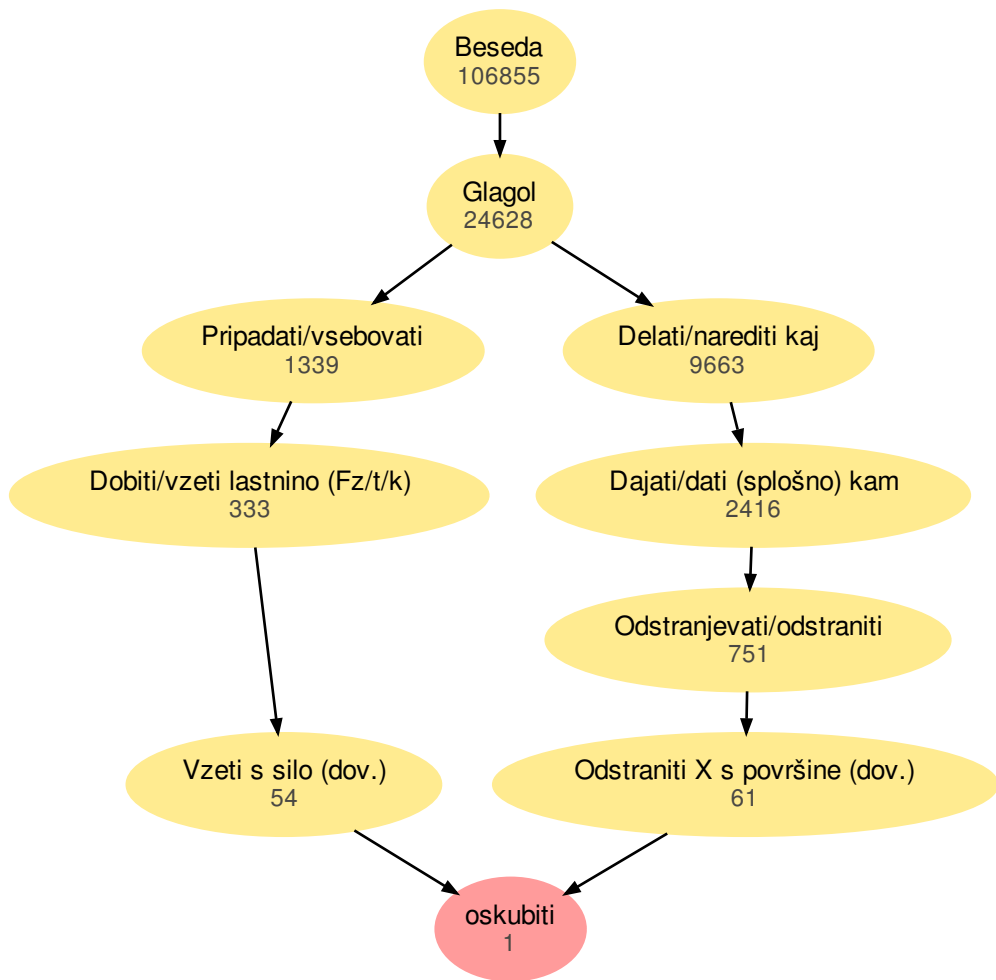 Beseda
106855
Glagol
24628
Pripadati/vsebovati
1339
Delati/narediti kaj
9663
Dobiti/vzeti lastnino (Fz/t/k)
333
Dajati/dati (splošno) kam
2416
Odstranjevati/odstraniti
751
Vzeti s silo (dov.)
54
Odstraniti X s površine (dov.)
61
oskubiti
1